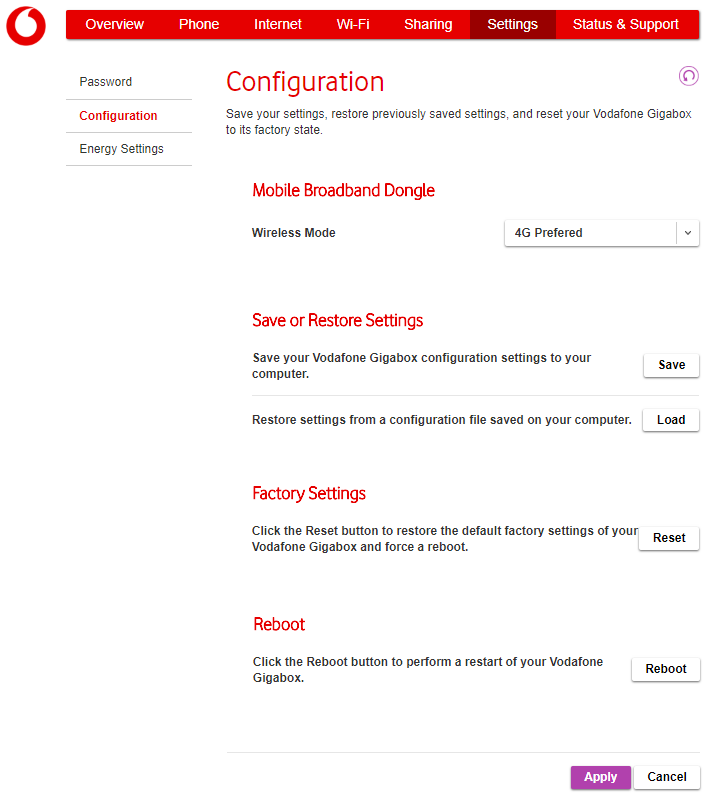 Overview Phone Internet Wi-Fi Sharing Settings Status & Support
Password
Configuration
Energy Settings
Configuration
Save your settings, restore previously saved settings, and reset your Vodafone Gigabox
to its factory state.
Mobile Broadband Dongle
Wireless Mode 4G Prefered
Save or Restore Settings
Save your Vodafone Gigabox configuration settings to your
computer.
Save
Restore settings from a configuration file saved on your computer. Load
Factory Settings
Click the Reset button to restore the default factory settings of your
Vodafone Gigabox and force a reboot.
Reset
Reboot
Click the Reboot button to perform a restart of your Vodafone
Gigabox.
Reboot
Apply Cancel